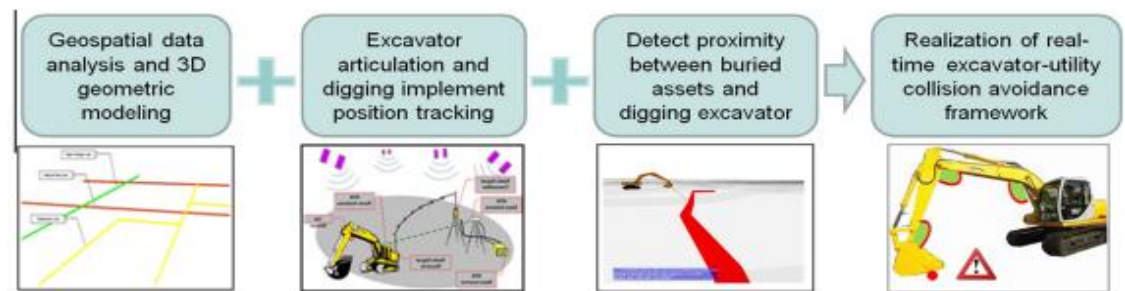 Geospatial data
analysis and 3D
geometric
modeling
Excavator
articulation and
digging implement
position tracking
Detect proximity
between buried
assets and
digging excavator
Realization of real-
time excavator-utility
collision avoidance
framework